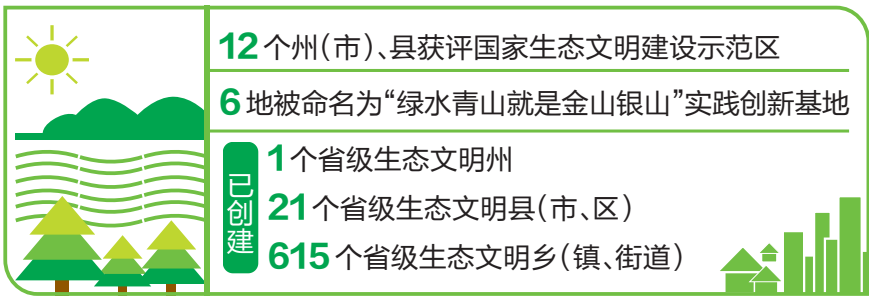 12个州(市)、县获评国家生态文明建设示范区
6地被命名为“绿水青山就是金山银山”实践创新基地
已创建
1个省级生态文明州
21个省级生态文明县(市、区)
615个省级生态文明乡(镇、街道)